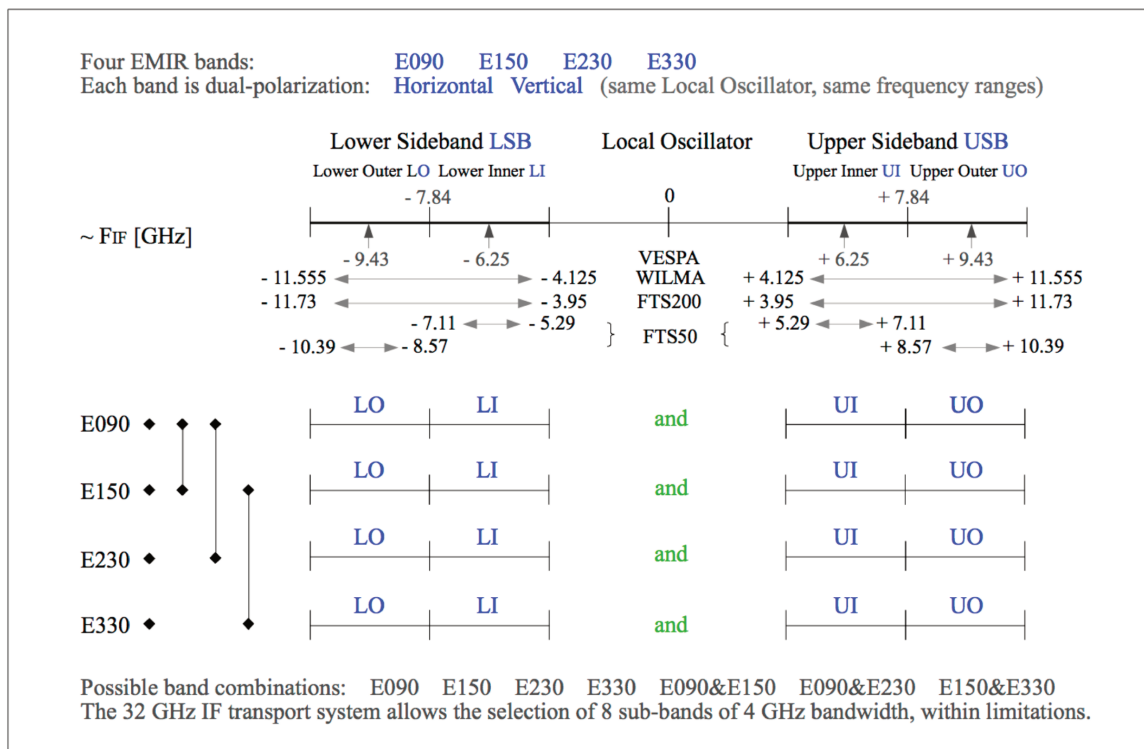 Four EMIR bands: E090 E150 E230 E330
Each band is dual-polarization: Horizontal Vertical (same Local Oscillator, same frequency ranges)
Lower Sideband LSB Local Oscillator Upper Sideband USB
Lower Outer LO Lower Inner LI Upper Inner UI Upper Outer UO
- 7.84 0 + 7.84
~ FIF [GHz]
- 9.43 - 6.25 VESPA + 6.25 + 9.43
- 11.555 - 4.125 WILMA + 4.125 + 11.555
- 11.73 - 3.95 FTS200 + 3.95 + 11.73
- 7.11 - 5.29 } FTS50 { + 5.29 + 7.11
- 10.39 - 8.57 + 8.57 + 10.39
E090 LO LI and UI UO
E150 LO LI and UI UO
E230 LO LI and UI UO
E330 LO LI and UI UO
Possible band combinations: E090 E150 E230 E330 E090&E150 E090&E230 E150&E330
The 32 GHz IF transport system allows the selection of 8 sub-bands of 4 GHz bandwidth, within limitations.